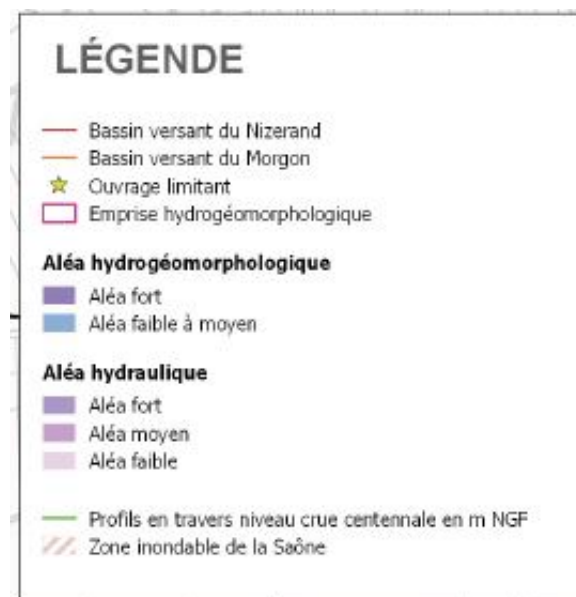 LÉGENDE
Bassin versant du Nizerand
Bassin versant du Morgon
Ouvrage limitant
Emprise hydrogéomorphologique
Aléa hydrogéomorphologique
Aléa fort
Aléa faible à moyen
Aléa hydraulique
Aléa fort
Aléa moyen
Aléa faible
Profils en travers niveau crue centennale en m NGF
Zone inondable de la Saône